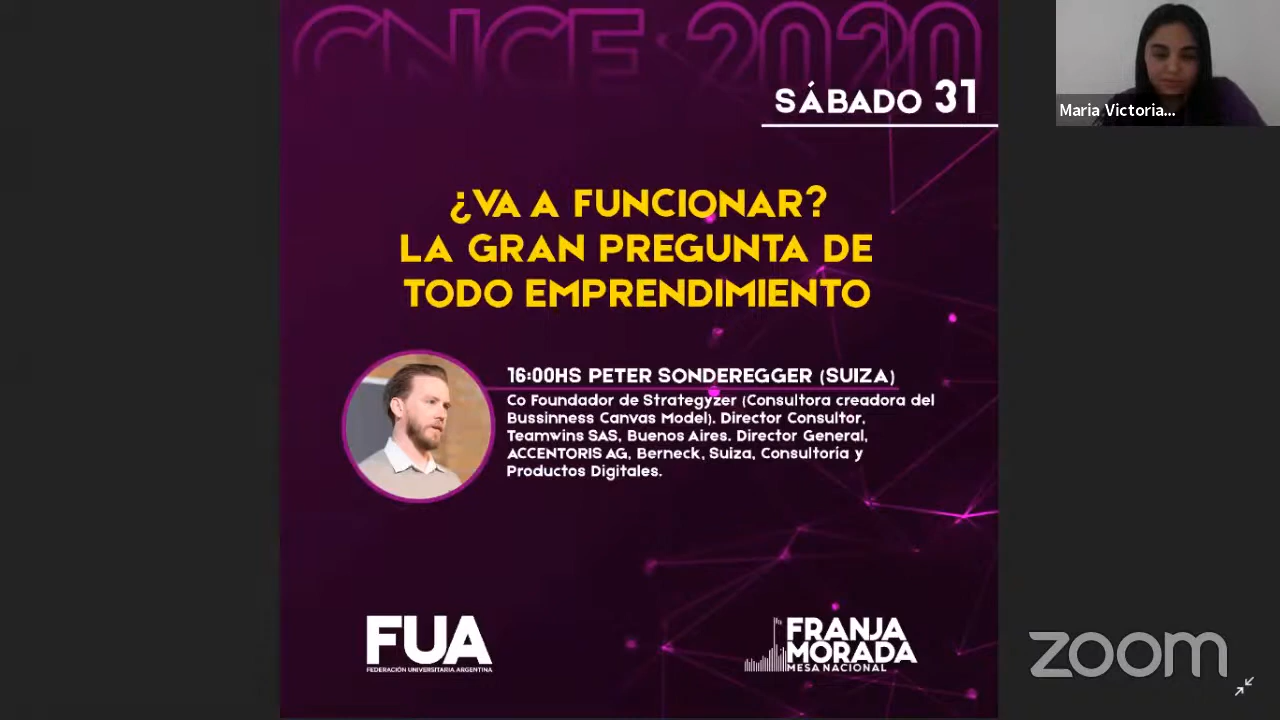 CNCE 2020
SÁBADO 31
Maria Victoria...
¿VA A FUNCIONAR?
LA GRAN PREGUNTA DE
TODO EMPRENDIMIENTO
16:00HS PETER SONDEREGGER (SUIZA)
Co Foundador de Strategyzer (Consultora creadora del
Bussinness Canvas Model). Director Consultor,
Teamwins SAS, Buenos Aires. Director General,
ACCENTORIS AG, Berneck, Suiza, Consultoria y
Productos Digitales.
FUA
FEDERACIÓN UNIVERSITARIA ARGENTINA
FRANJA
MORADA
MESA NACIONAL
zoom